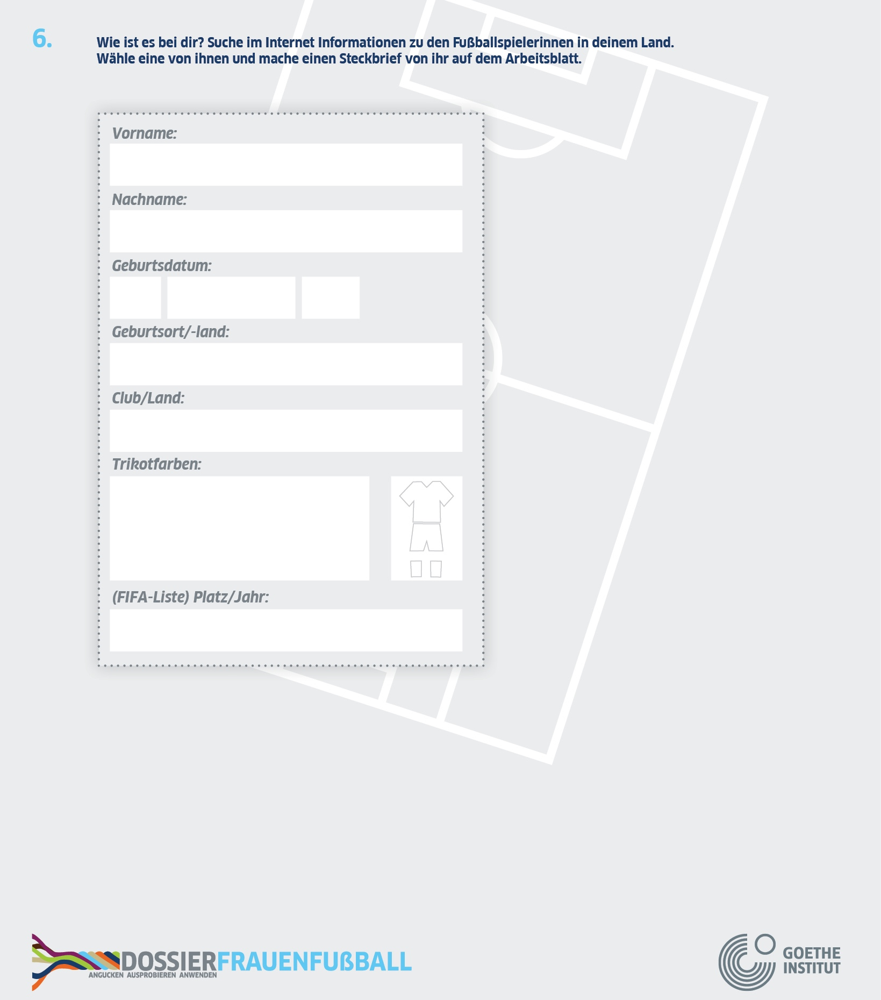 6.
Wie ist es bei dir? Suche im Internet Informationen zu den Fußballspielerinnen in deinem Land.
Wähle eine von ihnen und mache einen Steckbrief von ihr auf dem Arbeitsblatt.
Vorname:
Nachname:
Geburtsdatum:
Geburtsort/-land:
Club/Land:
Trikotfarben:
(FIFA-Liste) Platz/Jahr:
DOSSIERFRAUENFUßBALL
ANGUCKEN AUSPROBIEREN ANWENDEN
GOETHE
INSTITUT